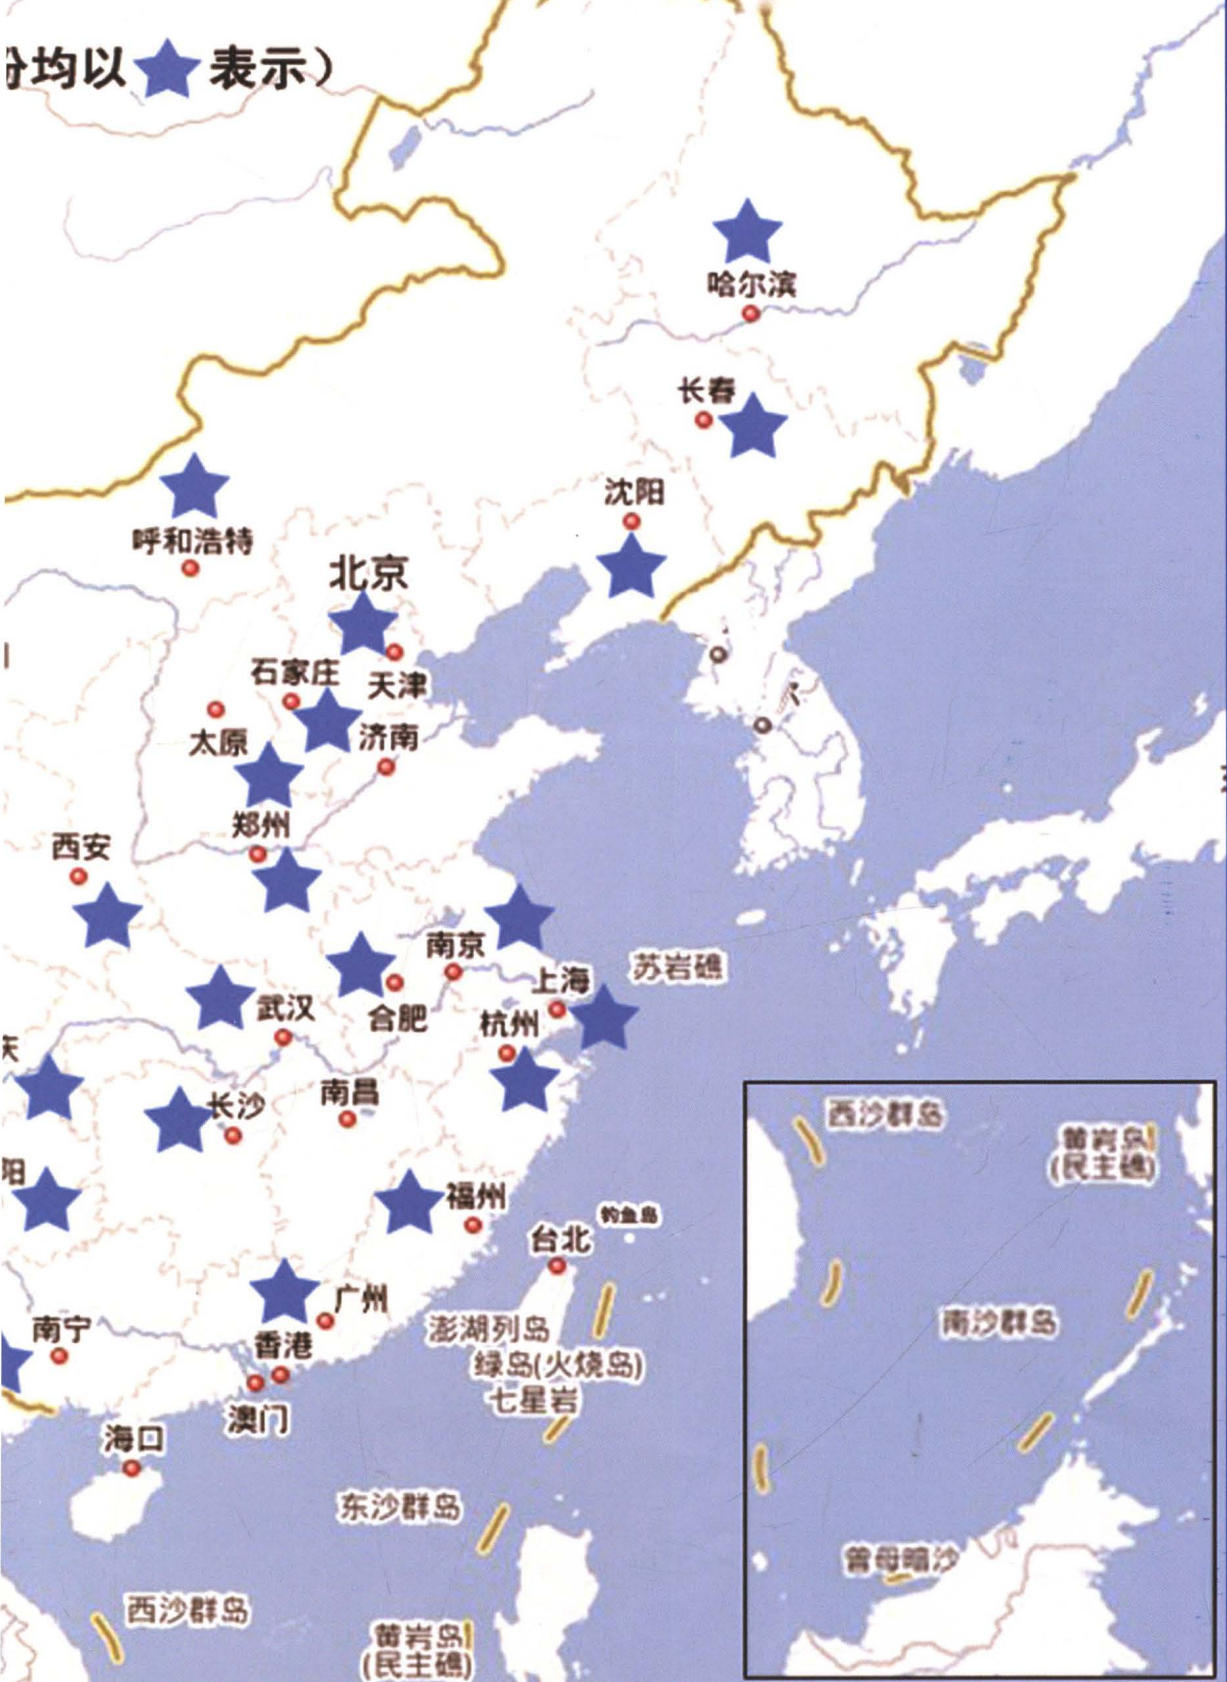 份均以★表示）
哈尔滨
长春
沈阳
呼和浩特
北京
石家庄
天津
太原
济南
郑州
西安
南京
苏岩礁
上海
武汉
合肥
杭州
庆
长沙
南昌
西沙群岛
黄岩岛
(民主礁)
阳
福州
钓鱼岛
台北
广州
澎湖列岛
南沙群岛
南宁
香港
绿岛(火烧岛)
七星岩
澳门
海口
东沙群岛
曾母暗沙
西沙群岛
黄岩岛
(民主礁)